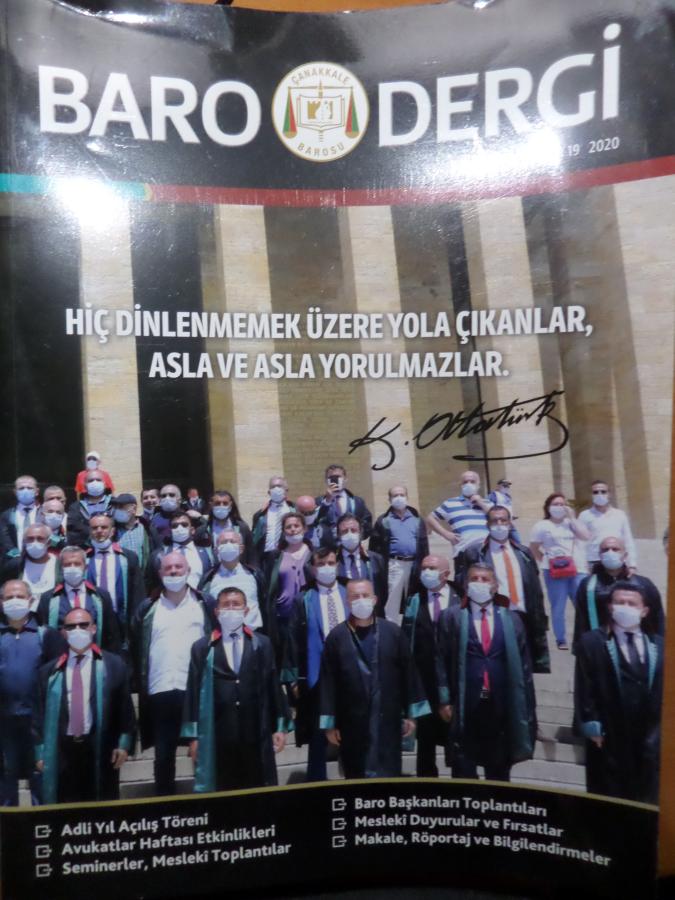 BARO DERGİ
ÇANAKKALE
BAROSU
19 2020
HİÇ DİNLENMEMEK ÜZERE YOLA ÇIKANLAR,
ASLA VE ASLA YORULMAZLAR.
K. Atatürk
Adli Yıl Açılış Töreni
Avukatlar Haftası Etkinlikleri
Seminerler, Mesleki Toplantılar
Baro Başkanları Toplantıları
Mesleki Duyurular ve Fırsatlar
Makale, Röportaj ve Bilgilendirmeler